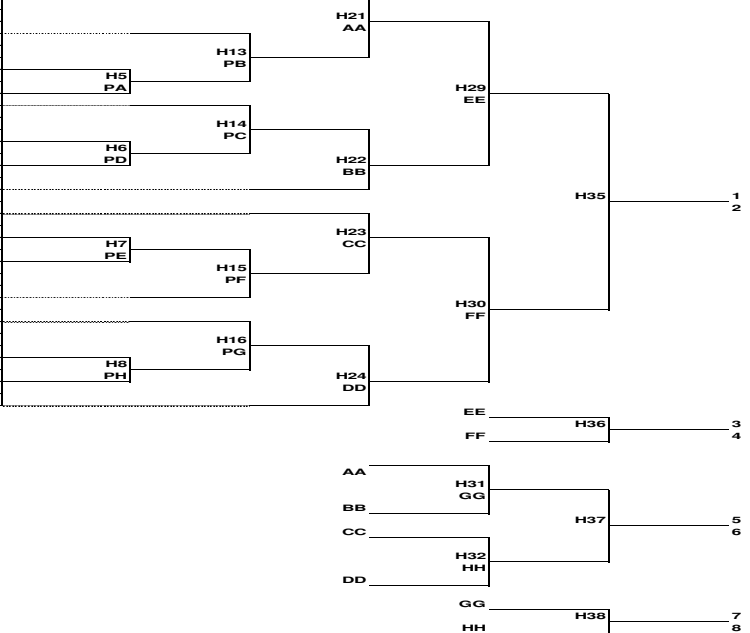 H21
AA
H13
PB
H5
PA
H29
EE
H14
PC
H6
PD
H22
BB
H35
1
2
H23
CC
H7
PE
H15
PF
H30
FF
H16
PG
H8
PH
H24
DD
EE
H36
3
FF
4
AA
H31
GG
BB
H37
5
CC
6
H32
HH
DD
GG
H38
7
HH
8